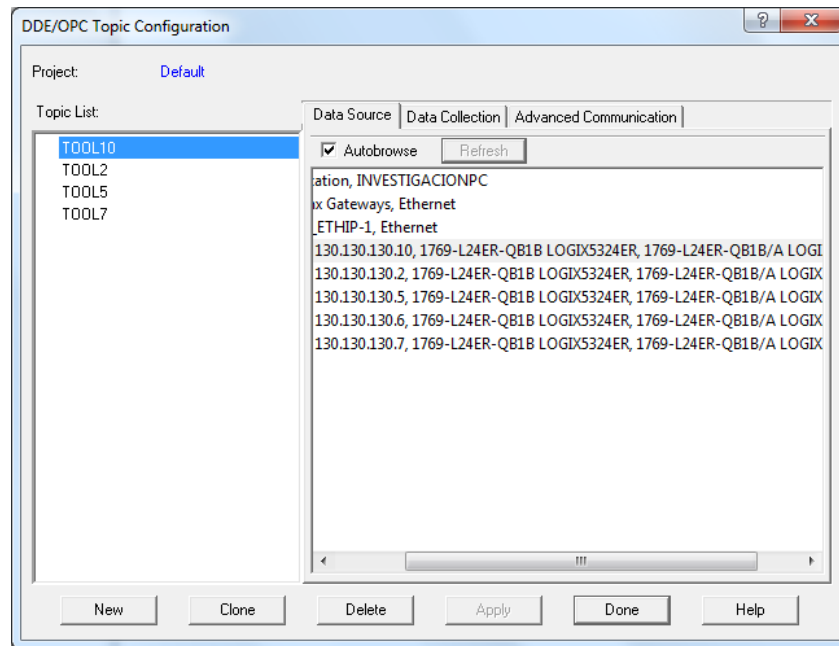 DDE/OPC Topic Configuration
Project: Default
Topic List:
TOOL10
TOOL2
TOOL5
TOOL7
Data Source Data Collection Advanced Communication
Autobrowse Refresh
ation, INVESTIGACIONPC
x Gateways, Ethernet
_ETHIP-1, Ethernet
130.130.130.10, 1769-L24ER-QB1B LOGIX5324ER, 1769-L24ER-QB1B/A LOGI
130.130.130.2, 1769-L24ER-QB1B LOGIX5324ER, 1769-L24ER-QB1B/A LOGIX
130.130.130.5, 1769-L24ER-QB1B LOGIX5324ER, 1769-L24ER-QB1B/A LOGIX
130.130.130.6, 1769-L24ER-QB1B LOGIX5324ER, 1769-L24ER-QB1B/A LOGIX
130.130.130.7, 1769-L24ER-QB1B LOGIX5324ER, 1769-L24ER-QB1B/A LOGIX
New Clone Delete Apply Done Help